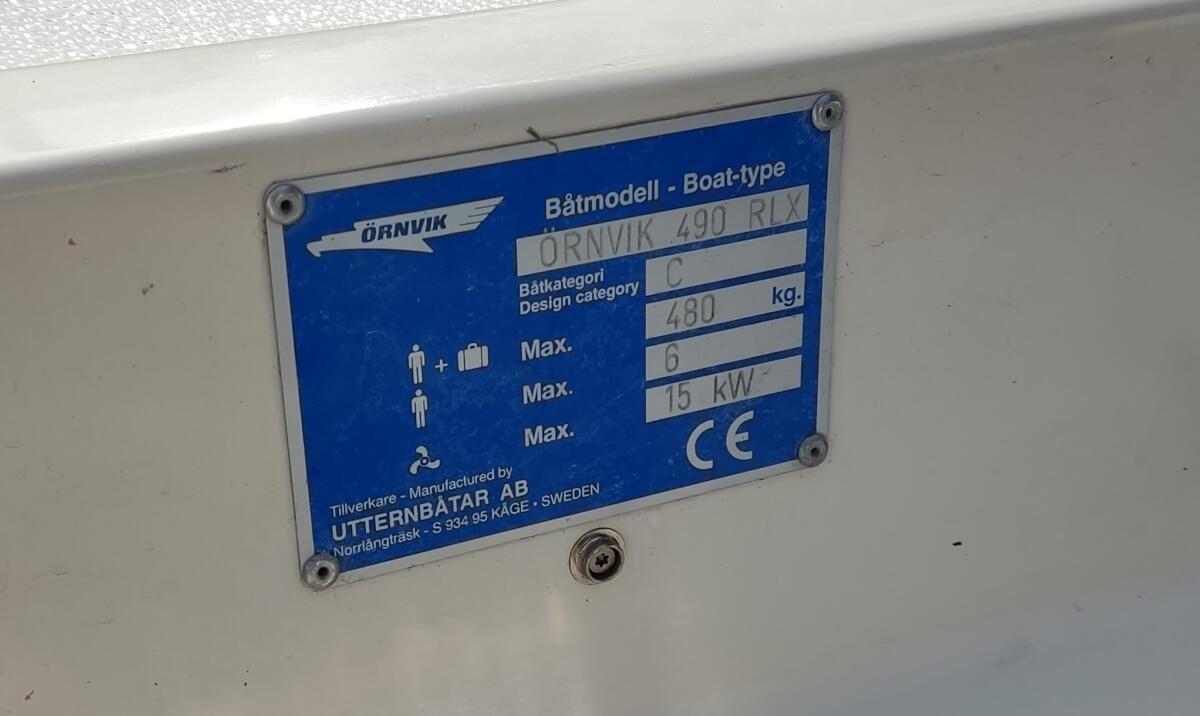 ÖRNVIK
Båtmodell - Boat-type
ÖRNVIK 490 RLX
Båtkategori
Design category
C
480 kg.
Max.
6
Max.
15 kW
Max.
CE
Tillverkare - Manufactured by
UTTERNBÅTAR AB
Norrlångträsk - S 934 95 KÅGE · SWEDEN